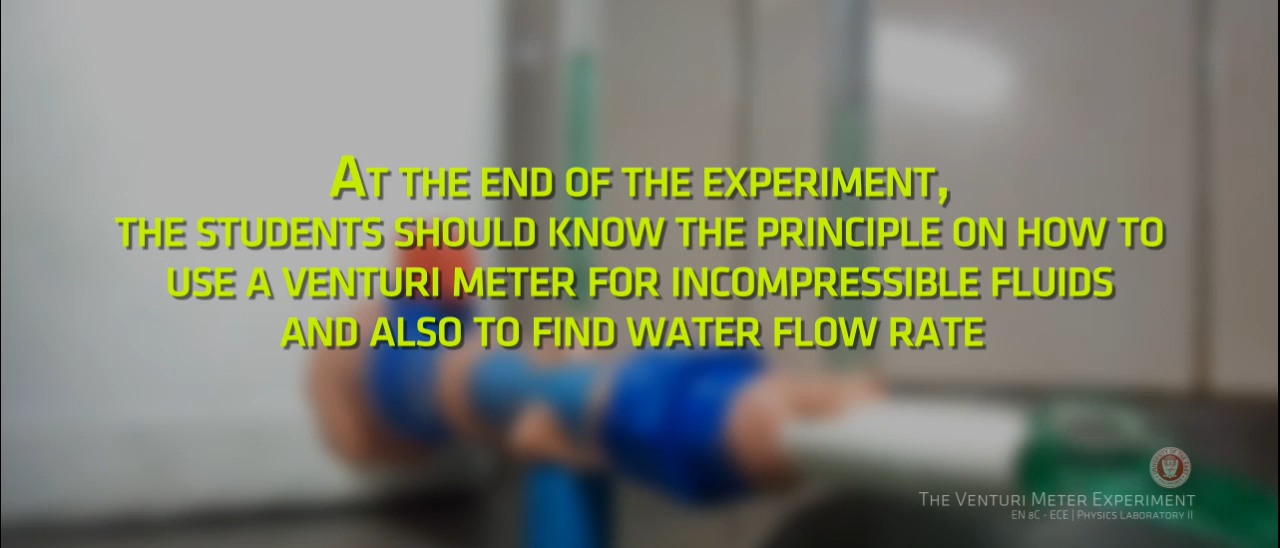 At the end of the experiment,
the students should know the principle on how to
use a venturi meter for incompressible fluids
and also to find water flow rate
The Venturi Meter Experiment
EN 8C - ECE | Physics Laboratory II